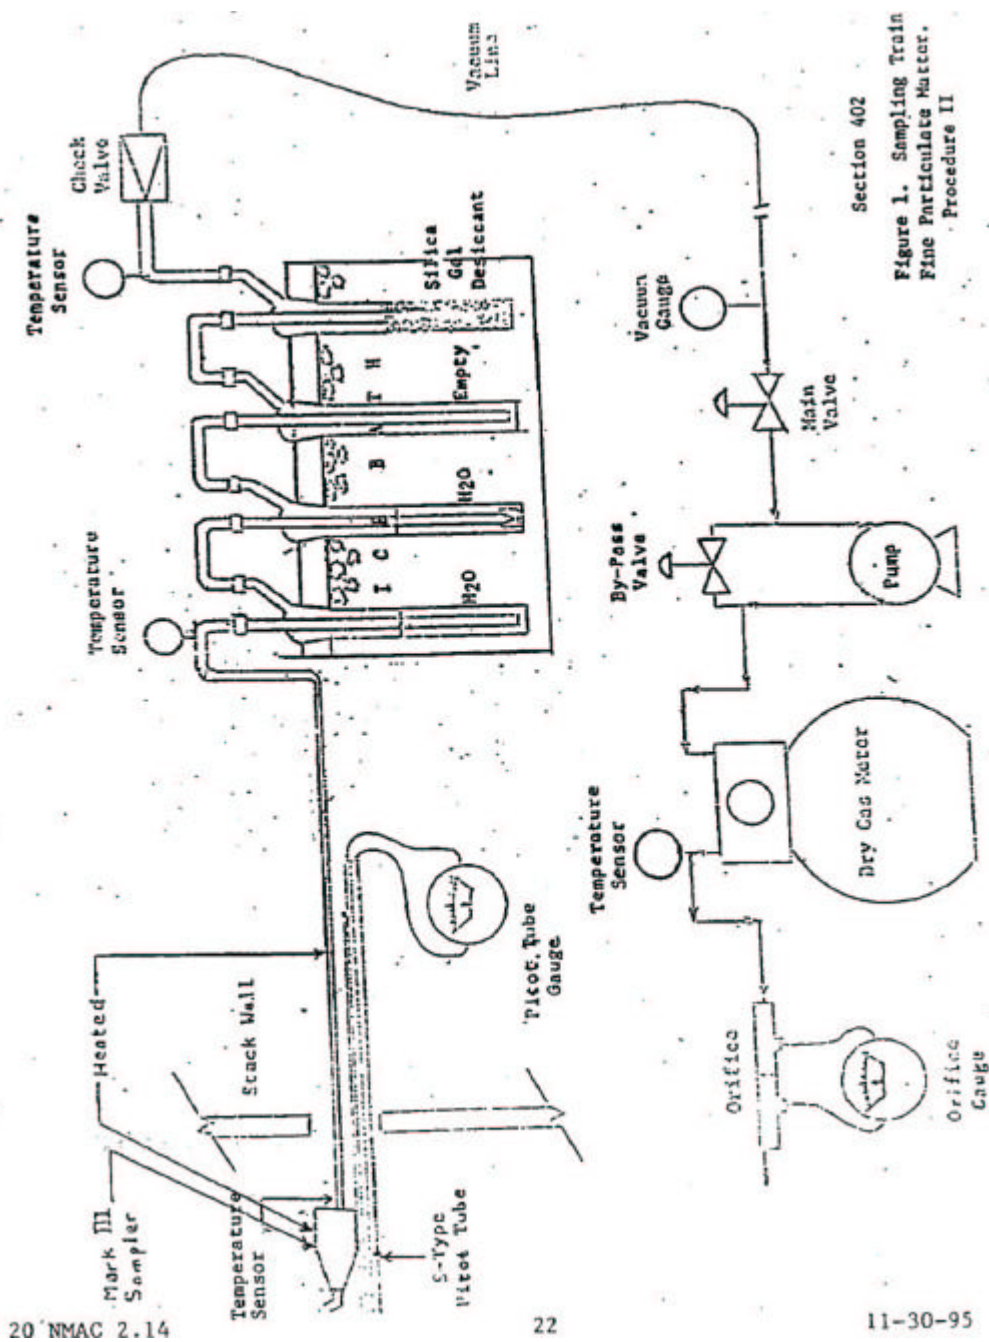 Mark III
Sampler
Heated
Temperature
Sensor
Stack Wall
S-Type
Pitot Tube
Pitot Tube
Gauge
Temperature
Sensor
Temperature
Sensor
Check
Valve
Vacuum
Line
I C E B A T H
H2O
H2O
Empty
Silica
Gel
Desiccant
Orifice
Orifice
Gauge
Temperature
Sensor
Dry Gas Meter
By-Pass
Valve
Pump
Main
Valve
Vacuum
Gauge
Section 402
Figure 1. Sampling Train
Fine Particulate Matter.
Procedure II
20 NMAC 2.14
22
11-30-95